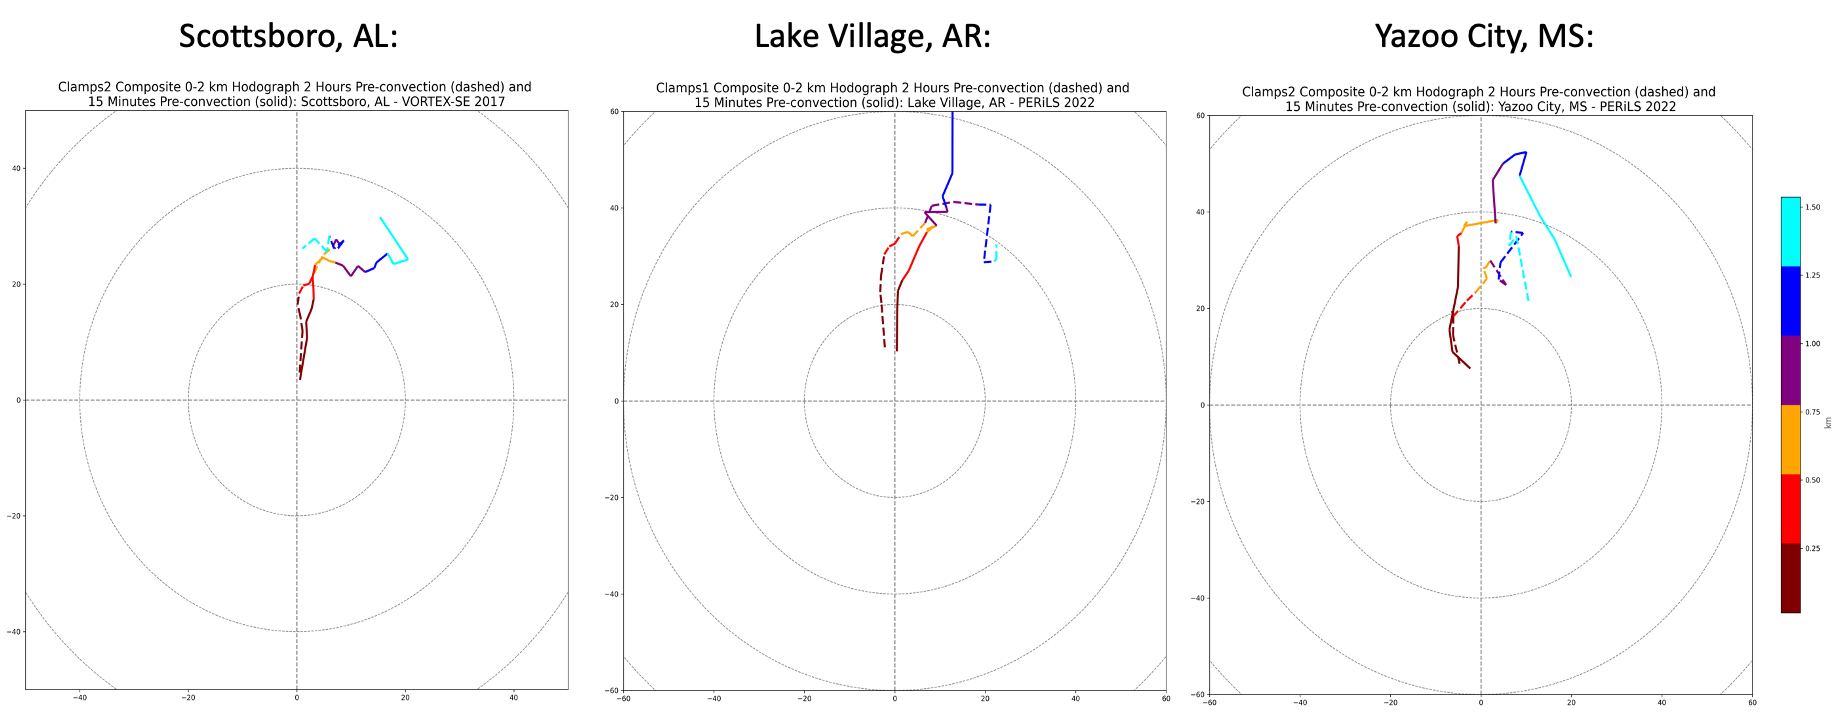 Scottsboro, AL:
Clamps2 Composite 0-2 km Hodograph 2 Hours Pre-convection (dashed) and
15 Minutes Pre-convection (solid): Scottsboro, AL - VORTEX-SE 2017
40
20
0
−20
−40
−40 −20 0 20 40
Lake Village, AR:
Clamps1 Composite 0-2 km Hodograph 2 Hours Pre-convection (dashed) and
15 Minutes Pre-convection (solid): Lake Village, AR - PERiLS 2022
60
40
20
0
−20
−40
−60
−60 −40 −20 0 20 40 60
Yazoo City, MS:
Clamps2 Composite 0-2 km Hodograph 2 Hours Pre-convection (dashed) and
15 Minutes Pre-convection (solid): Yazoo City, MS - PERiLS 2022
60
40
20
0
−20
−40
−60
−60 −40 −20 0 20 40 60
1.50
1.25
1.00
0.75
0.50
0.25
km